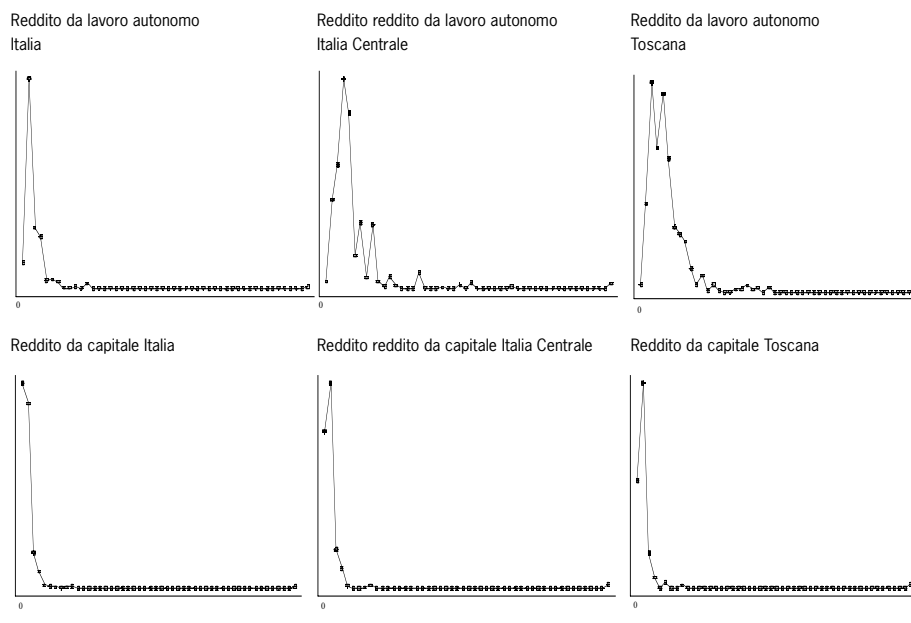 Reddito da lavoro autonomo
Italia
Reddito reddito da lavoro autonomo
Italia Centrale
Reddito da lavoro autonomo
Toscana
0
0
0
Reddito da capitale Italia
Reddito reddito da capitale Italia Centrale
Reddito da capitale Toscana
0
0
0